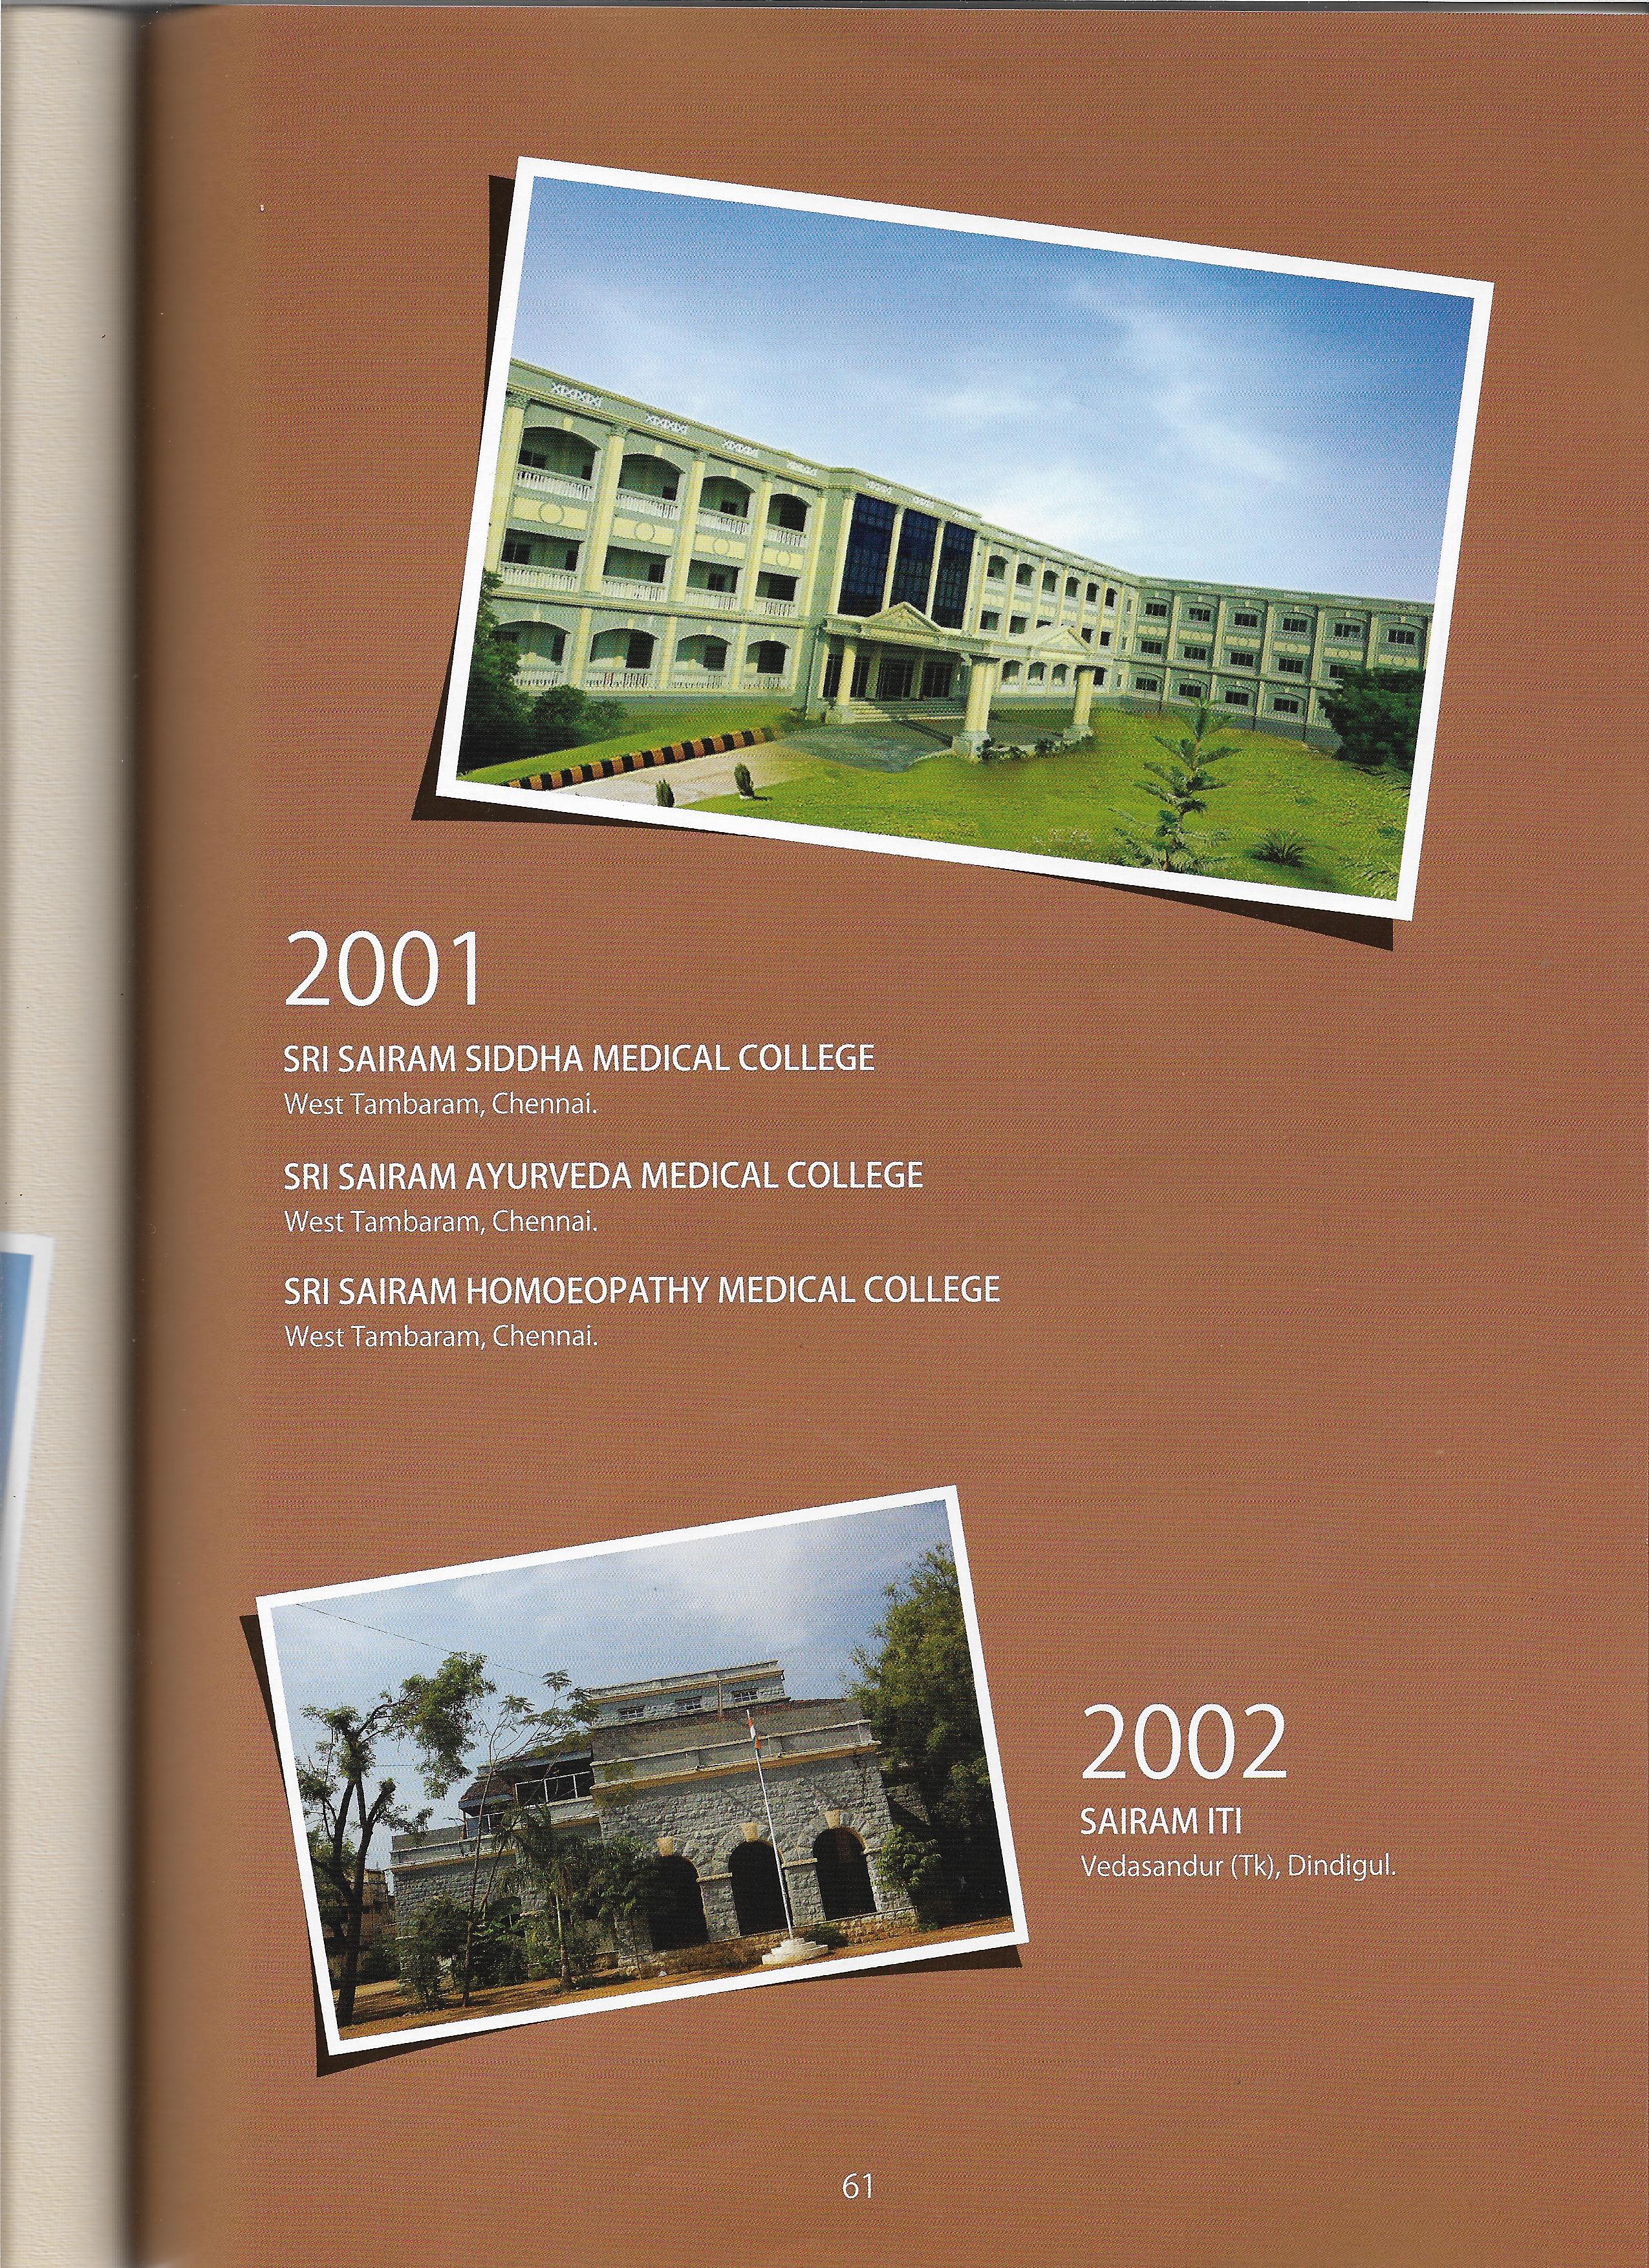 2001
SRI SAIRAM SIDDHA MEDICAL COLLEGE
West Tambaram, Chennai.
SRI SAIRAM AYURVEDA MEDICAL COLLEGE
West Tambaram, Chennai.
SRI SAIRAM HOMOEOPATHY MEDICAL COLLEGE
West Tambaram, Chennai.
2002
SAIRAM ITI
Vedasandur (Tk), Dindigul.
61